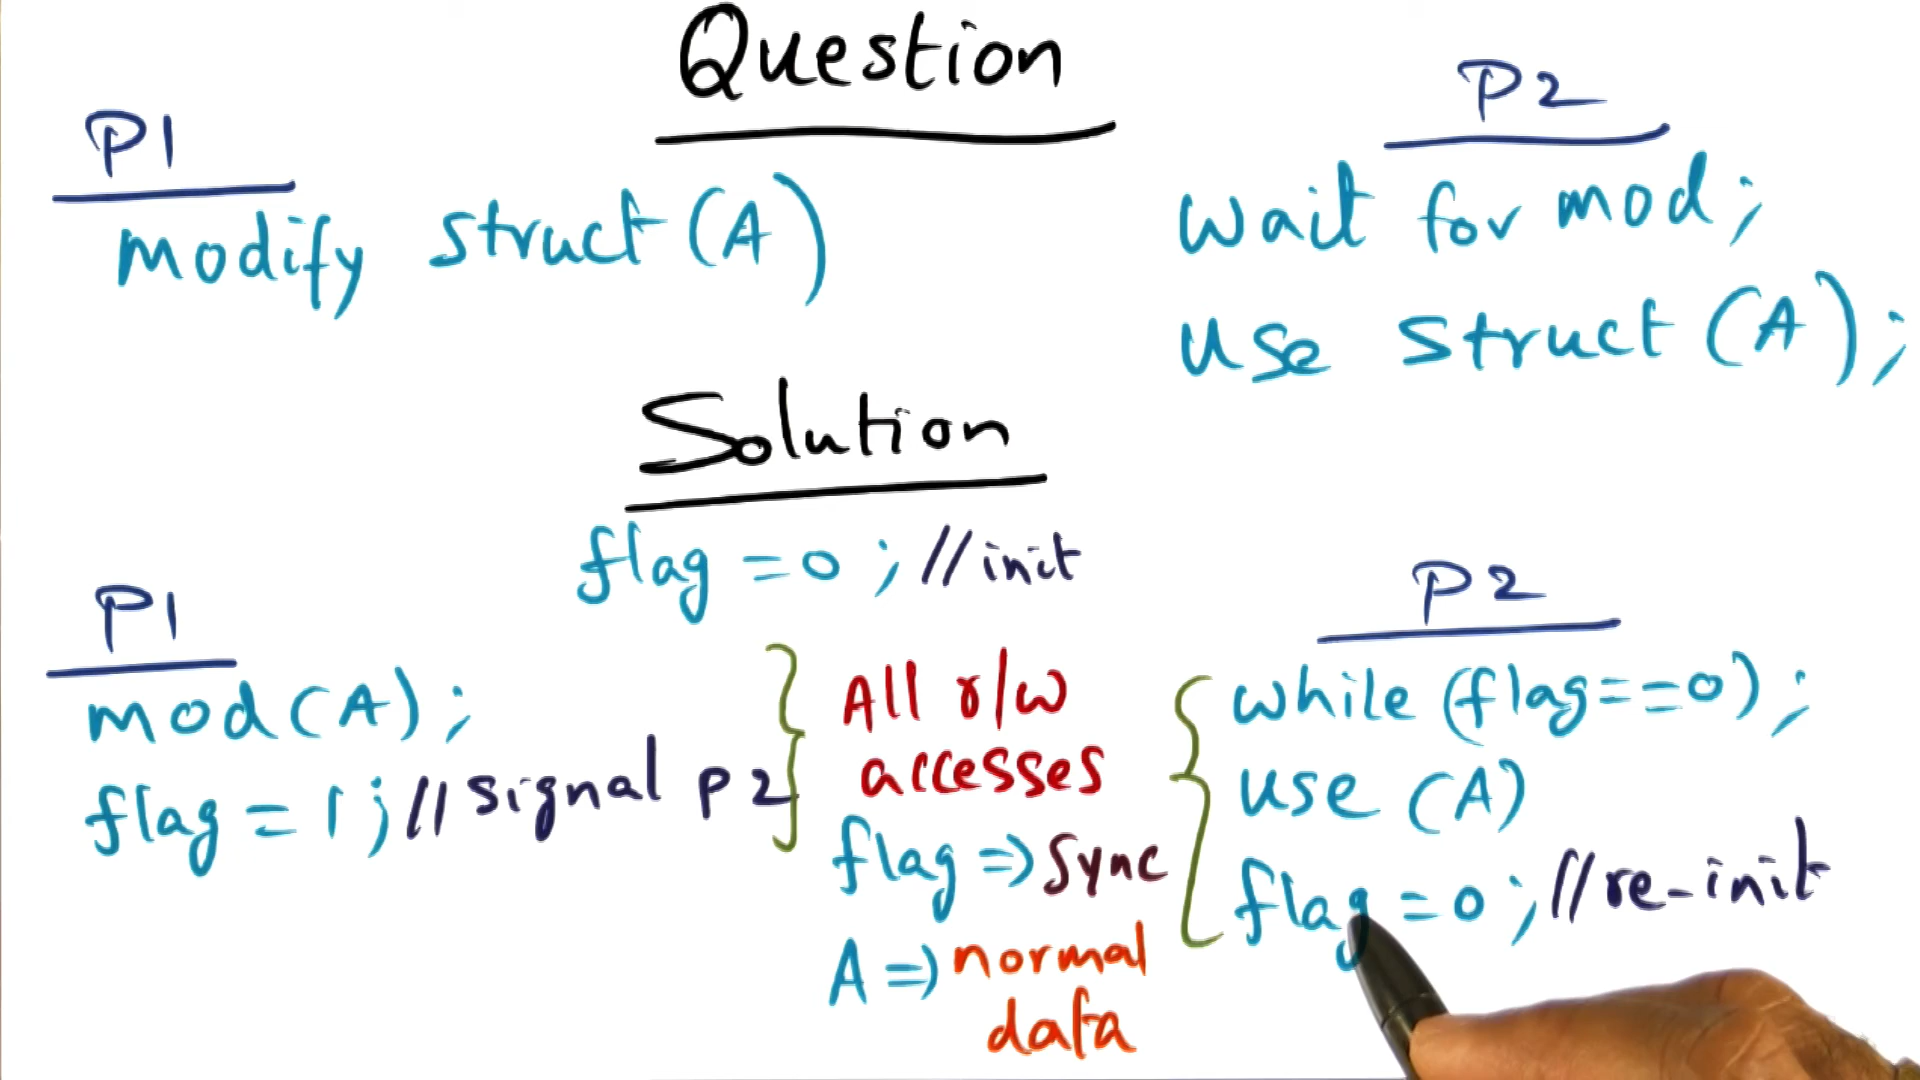 Question
P1
modify struct (A)
P2
wait for mod;
use struct (A);
Solution
flag = 0; //init
P1
mod(A);
flag = 1; // signal P2
All r/w
accesses
flag => sync
A => normal
data
P2
while (flag==0);
use (A)
flag = 0; //re-init